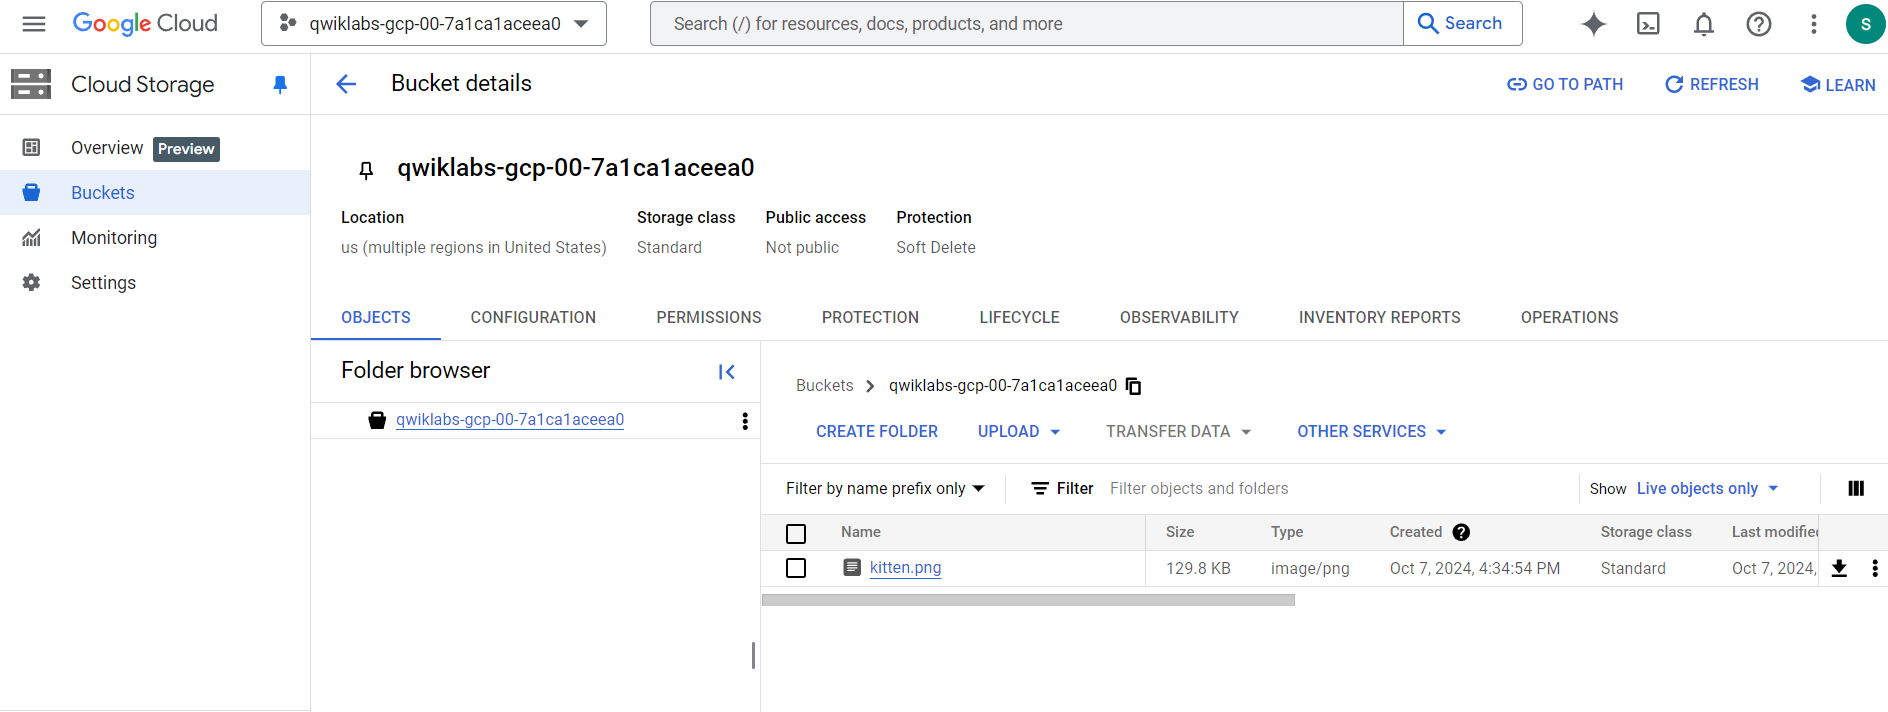 Google Cloud
qwiklabs-gcp-00-7a1ca1aceea0
Search (/) for resources, docs, products, and more
Search
S
Cloud Storage
Bucket details
GO TO PATH
REFRESH
LEARN
Overview Preview
Buckets
Monitoring
Settings
qwiklabs-gcp-00-7a1ca1aceea0
Location Storage class Public access Protection
us (multiple regions in United States) Standard Not public Soft Delete
OBJECTS CONFIGURATION PERMISSIONS PROTECTION LIFECYCLE OBSERVABILITY INVENTORY REPORTS OPERATIONS
Folder browser
qwiklabs-gcp-00-7a1ca1aceea0
Buckets qwiklabs-gcp-00-7a1ca1aceea0
CREATE FOLDER UPLOAD TRANSFER DATA OTHER SERVICES
Filter by name prefix only Filter Filter objects and folders Show Live objects only
Name Size Type Created Storage class Last modified
kitten.png 129.8 KB image/png Oct 7, 2024, 4:34:54 PM Standard Oct 7, 2024,